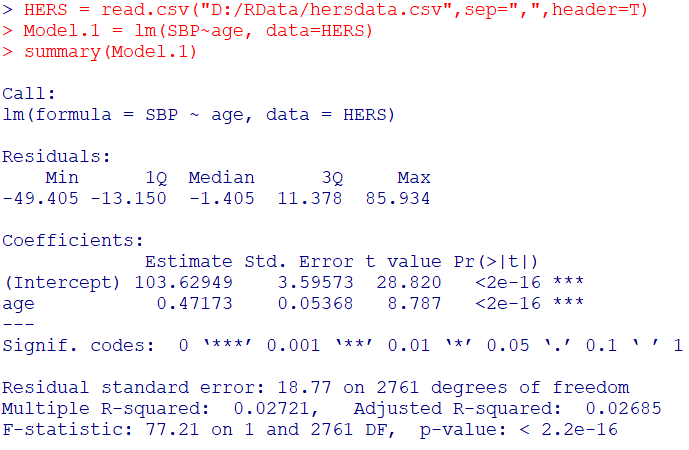 > HERS = read.csv("D:/RData/hersdata.csv",sep=",",header=T)
> Model.1 = lm(SBP~age, data=HERS)
> summary(Model.1)
Call:
lm(formula = SBP ~ age, data = HERS)
Residuals:
    Min      1Q  Median      3Q     Max
-49.405 -13.150  -1.405  11.378  85.934
Coefficients:
             Estimate Std. Error t value Pr(>|t|)
(Intercept) 103.62949    3.59573  28.820   <2e-16 ***
age           0.47173    0.05368   8.787   <2e-16 ***
---
Signif. codes:  0 ‘***’ 0.001 ‘**’ 0.01 ‘*’ 0.05 ‘.’ 0.1 ‘ ’ 1
Residual standard error: 18.77 on 2761 degrees of freedom
Multiple R-squared:  0.02721,   Adjusted R-squared:  0.02685
F-statistic: 77.21 on 1 and 2761 DF,  p-value: < 2.2e-16